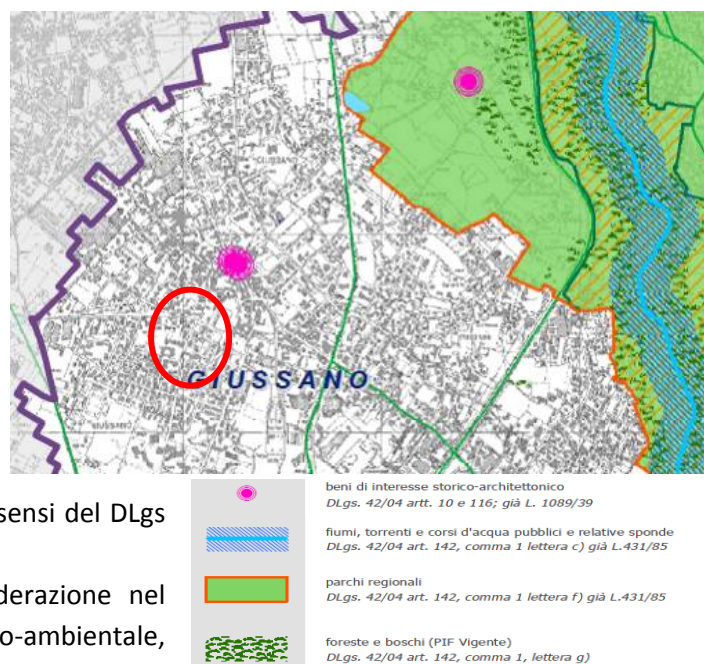 GIUSSANO
GIUSSANO
GIUSSANO
sensi del DLgs
derazione nel
o-ambientale,
beni di interesse storico-architettonico
DLgs. 42/04 artt. 10 e 116; già L. 1089/39
fiumi, torrenti e corsi d'acqua pubblici e relative sponde
DLgs. 42/04 art. 142, comma 1 lettera c) già L.431/85
parchi regionali
DLgs. 42/04 art. 142, comma 1 lettera f) già L.431/85
foreste e boschi (PIF Vigente)
DLgs. 42/04 art. 142, comma 1, lettera g)